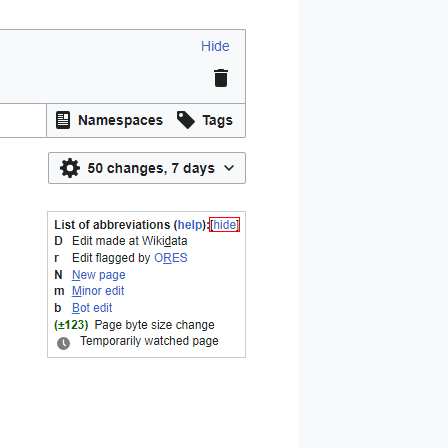 Hide
Namespaces Tags
50 changes, 7 days
List of abbreviations (help):[hide]
D Edit made at Wikidata
r Edit flagged by ORES
N New page
m Minor edit
b Bot edit
(±123) Page byte size change
Temporarily watched page